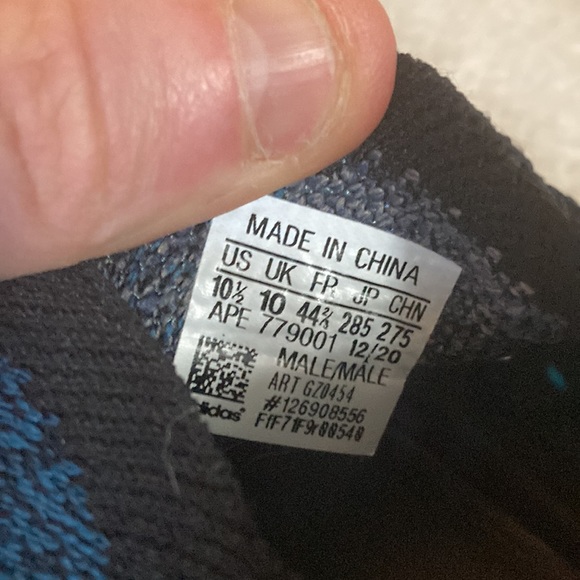 MADE IN CHINA
US UK FR JP CHN
10½ 10 44⅔ 285 275
APE 779001 12/20
MALE/MÂLE
ART GZ0454
#126908556
adidas